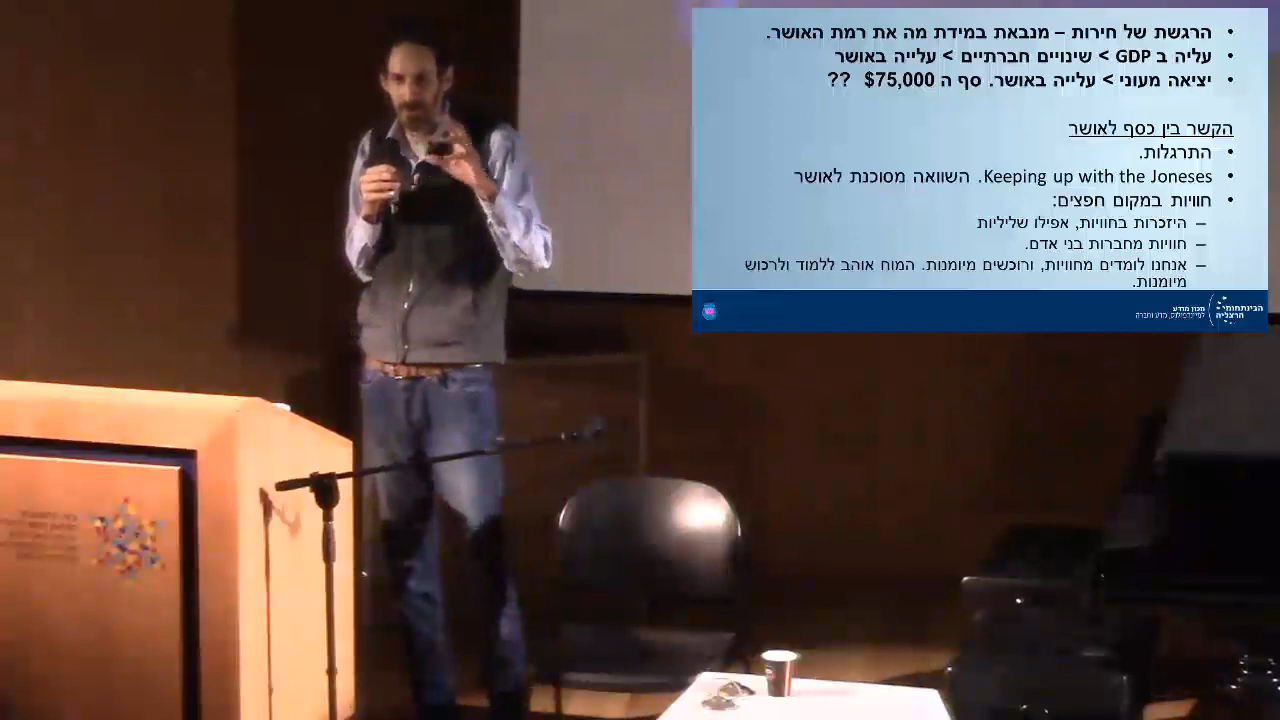 הרגשת של חירות – מנבאת במידת מה את רמת האושר.
עליה ב GDP > שינויים חברתיים > עלייה באושר
יציאה מעוני > עלייה באושר. סף ה $75,000 ??
הקשר בין כסף לאושר
התרגלות.
Keeping up with the Joneses. השוואה מסוכנת לאושר
חוויות במקום חפצים:
– היזכרות בחוויות, אפילו שליליות
– חוויות מחברות בני אדם.
– אנחנו לומדים מחוויות, ורוכשים מיומנות. המוח אוהב ללמוד ולרכוש
מיומנות.
הבינתחומי
הרצליה
מכון מודע